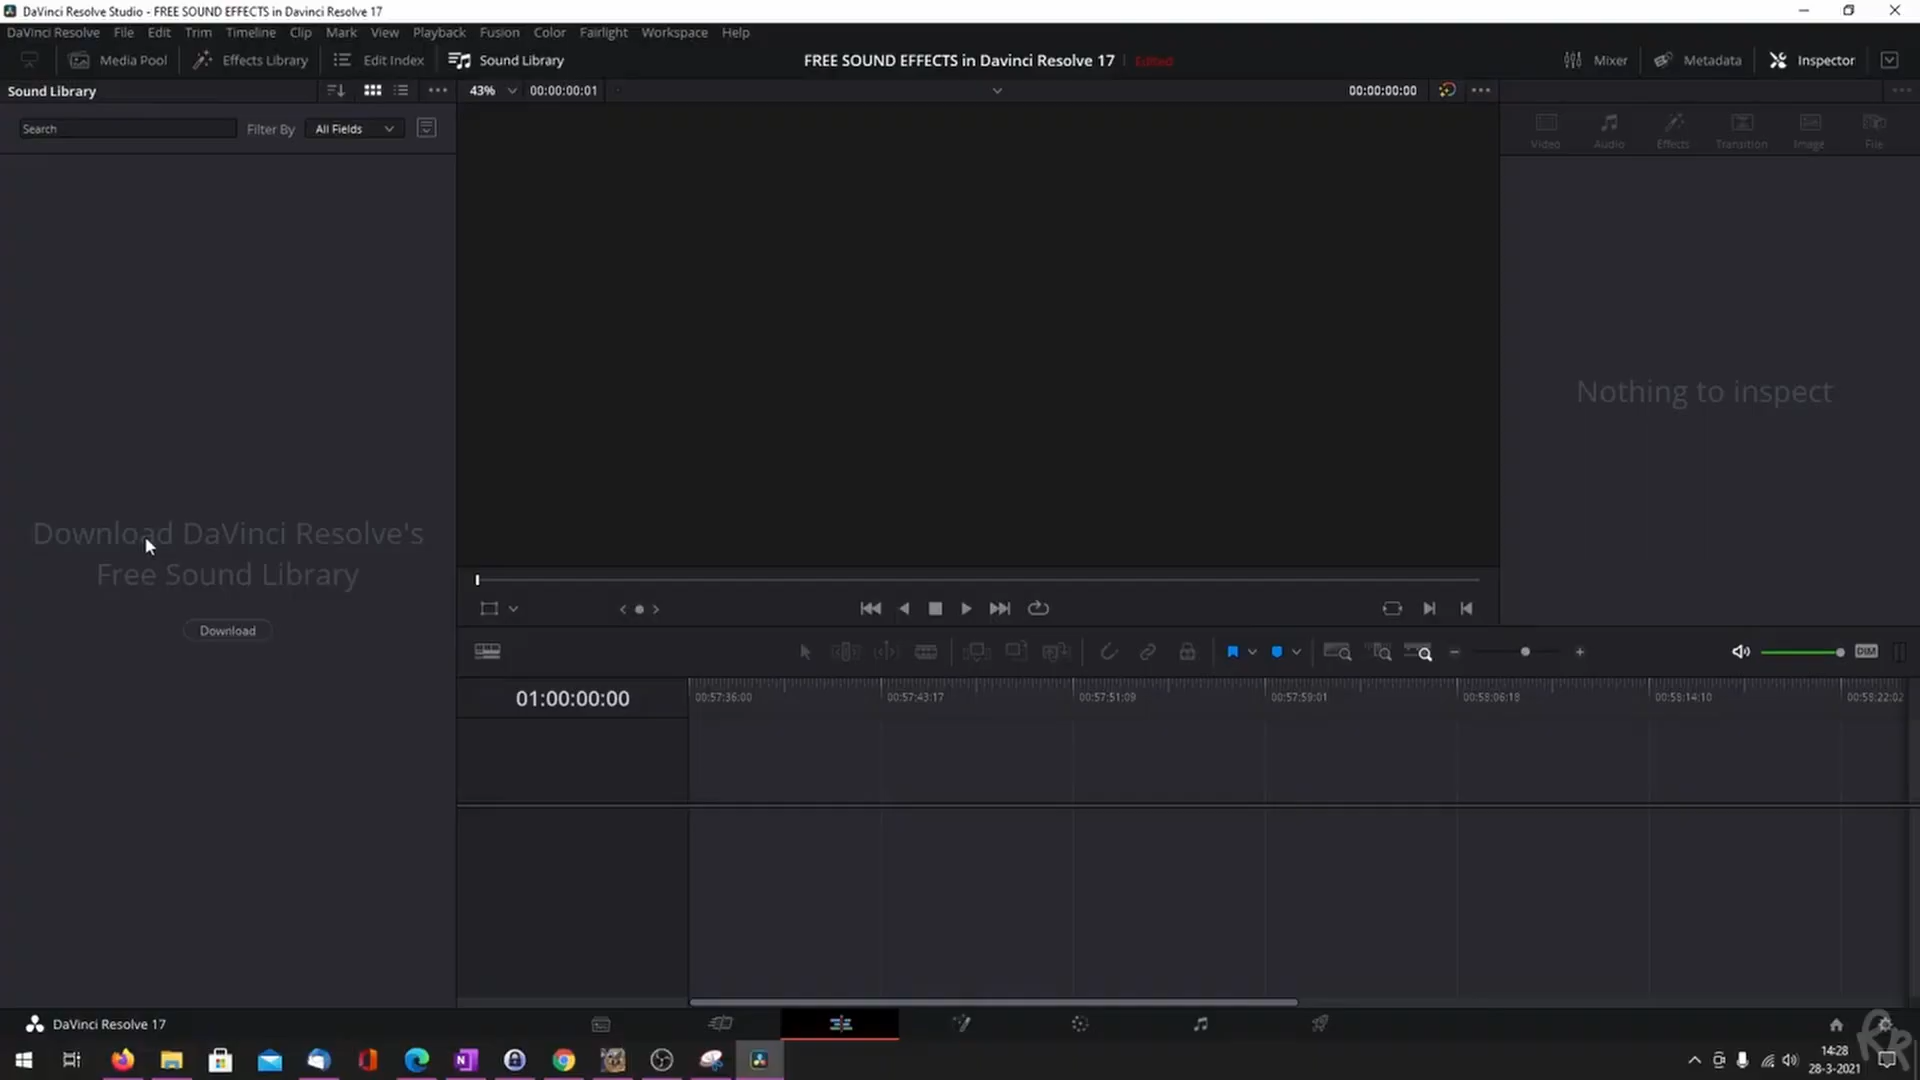 DaVinci Resolve Studio - FREE SOUND EFFECTS in Davinci Resolve 17
DaVinci Resolve File Edit Trim Timeline Clip Mark View Playback Fusion Color Fairlight Workspace Help
Media Pool Effects Library Edit Index Sound Library FREE SOUND EFFECTS in Davinci Resolve 17 Edited Mixer Metadata Inspector
Sound Library 43% 00:00:00:01 00:00:00:00
Search Filter By All Fields
Video Audio Effects Transition Image File
Nothing to inspect
Download DaVinci Resolve's
Free Sound Library
Download
DIM
01:00:00:00 00:57:36:00 00:57:43:17 00:57:51:09 00:57:59:01 00:58:06:18 00:58:14:10 00:58:22:02
DaVinci Resolve 17
14:28
28-3-2021
RR